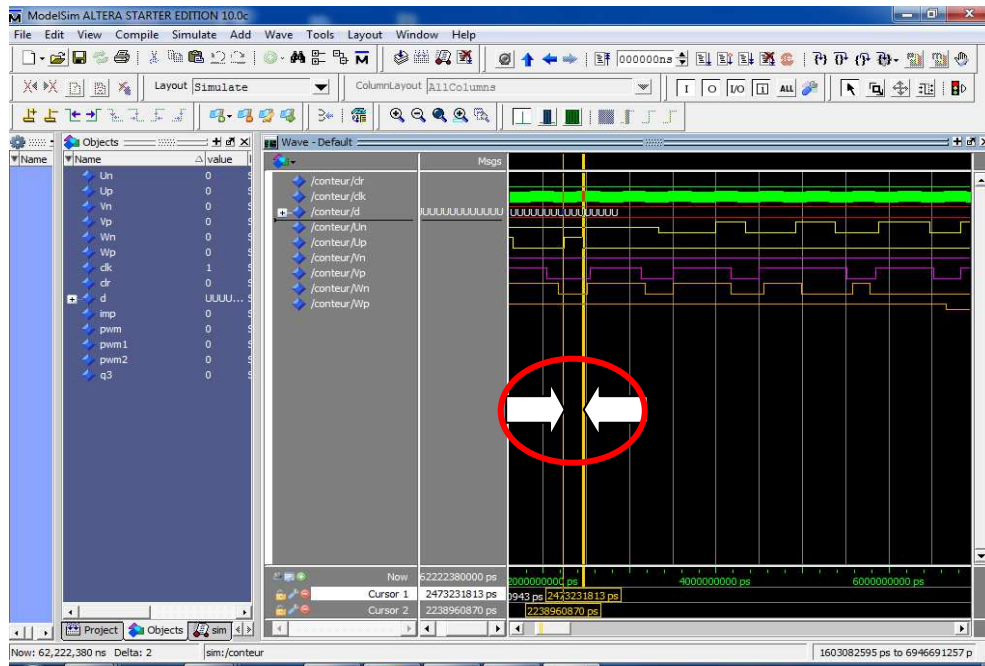 ModelSim ALTERA STARTER EDITION 10.0c
File Edit View Compile Simulate Add Wave Tools Layout Window Help
000000ns
Layout Simulate
ColumnLayout AllColumns
I O I/O I ALL
Objects
Wave - Default
Name
Name value
Msgs
Un 0
Up 0
Vn 0
Vp 0
Wn 0
Wp 0
clk 1
clr 0
d UUUU...
imp 0
pwm 0
pwm1 0
pwm2 0
q3 0
/conteur/clr
/conteur/clk
/conteur/d
/conteur/Un
/conteur/Up
/conteur/Vn
/conteur/Vp
/conteur/Wn
/conteur/Wp
Now 62222380000 ps
2000000000 ps 4000000000 ps 6000000000 ps
Cursor 1 2473231813 ps
0943 ps 2473231813 ps
Cursor 2 2238960870 ps
2238960870 ps
Project Objects sim
Now: 62,222,380 ns Delta: 2 sim:/conteur 1603082595 ps to 6946691257 p